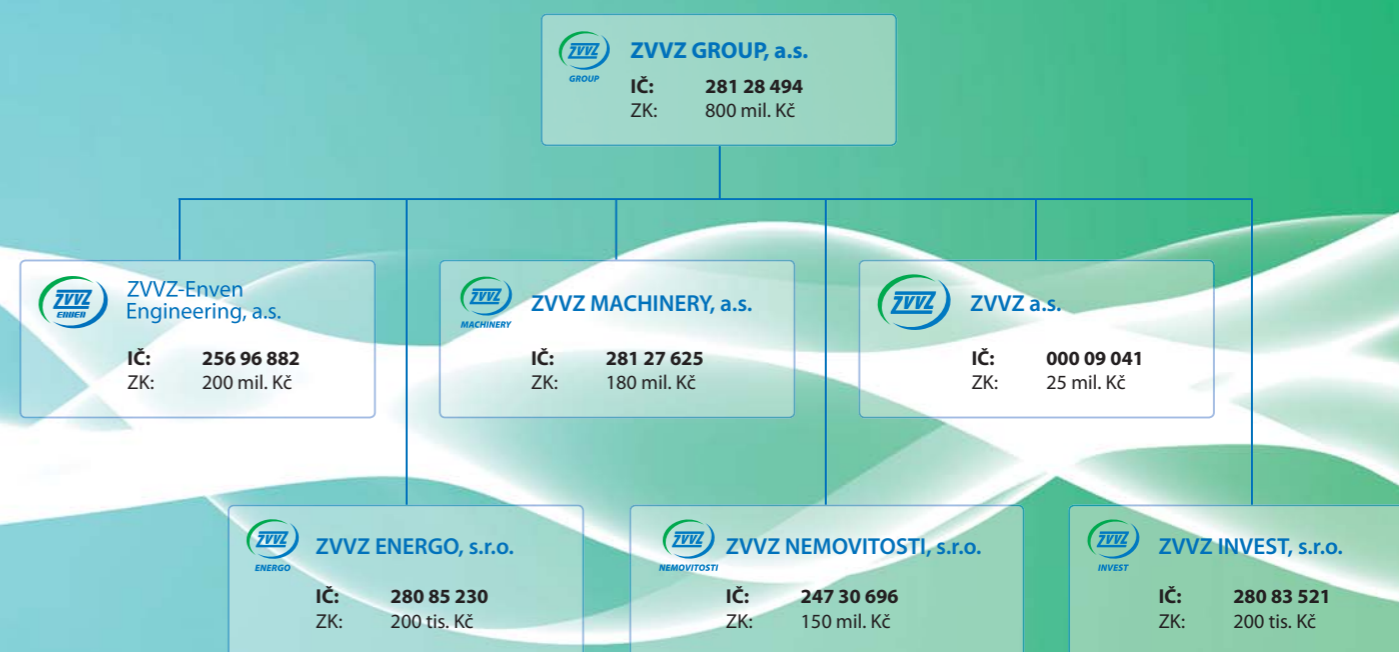 ZVVZ
GROUP
ZVVZ GROUP, a.s.
IČ: 281 28 494
ZK: 800 mil. Kč
ZVVZ
ENVEN
ZVVZ-Enven
Engineering, a.s.
IČ: 256 96 882
ZK: 200 mil. Kč
ZVVZ
MACHINERY
ZVVZ MACHINERY, a.s.
IČ: 281 27 625
ZK: 180 mil. Kč
ZVVZ
ZVVZ a.s.
IČ: 000 09 041
ZK: 25 mil. Kč
ZVVZ
ENERGO
ZVVZ ENERGO, s.r.o.
IČ: 280 85 230
ZK: 200 tis. Kč
ZVVZ
NEMOVITOSTI
ZVVZ NEMOVITOSTI, s.r.o.
IČ: 247 30 696
ZK: 150 mil. Kč
ZVVZ
INVEST
ZVVZ INVEST, s.r.o.
IČ: 280 83 521
ZK: 200 tis. Kč